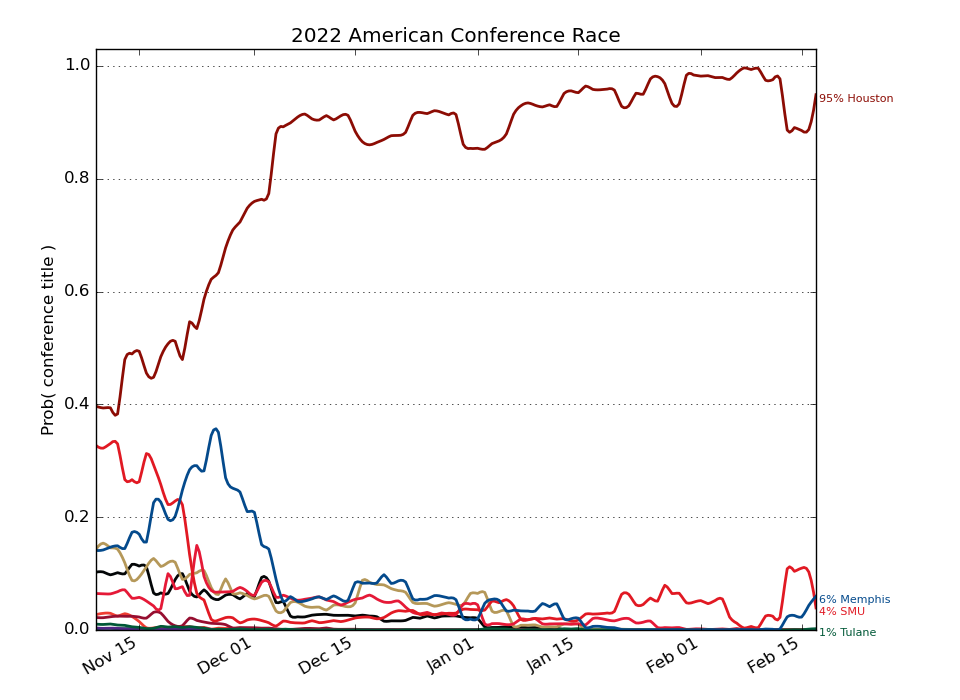 2022 American Conference Race
Prob( conference title )
1.0
0.8
0.6
0.4
0.2
0.0
95% Houston
6% Memphis
4% SMU
1% Tulane
Nov 15
Dec 01
Dec 15
Jan 01
Jan 15
Feb 01
Feb 15